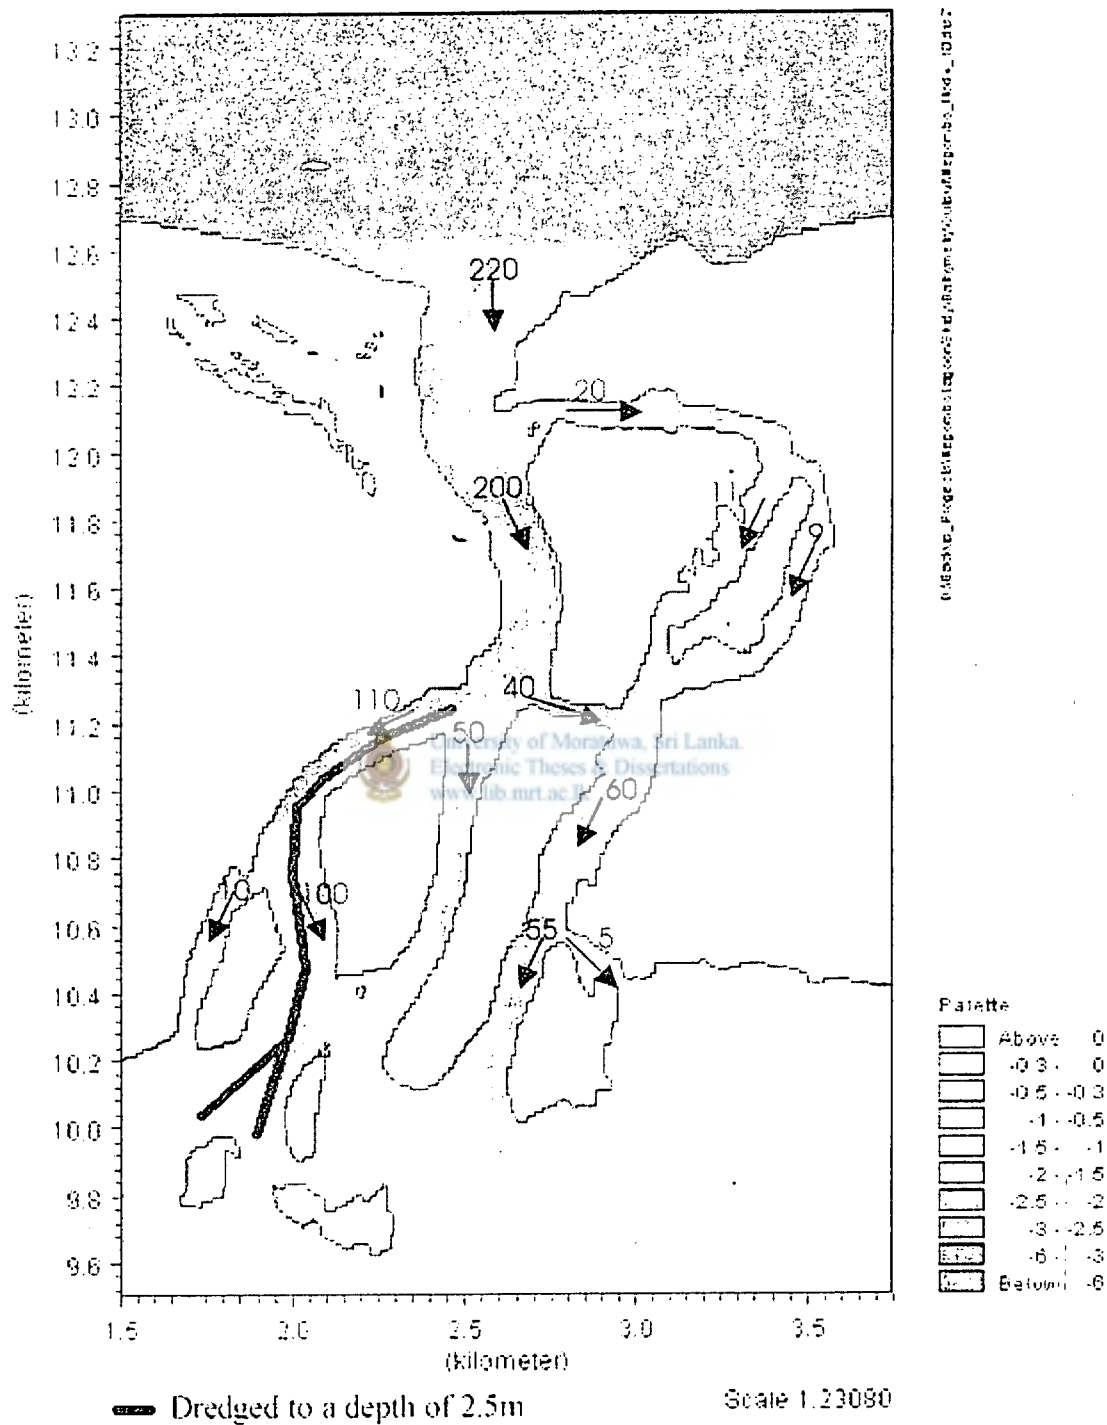 13.2
13.0
12.8
12.6
12.4
12.2
12.0
11.8
11.6
11.4
11.2
11.0
10.8
10.6
10.4
10.2
10.0
9.8
9.6
(kilometer)
220
20
200
9
110
40
50
60
10
100
55
5
University of Moratuwa, Sri Lanka.
Electronic Theses & Dissertations
www.lib.mrt.ac.lk
1.5 2.0 2.5 3.0 3.5
(kilometer)
Palette
Above 0
-0.3 - 0
-0.5 - -0.3
-1 - -0.5
-1.5 - -1
-2 - -1.5
-2.5 - -2
-3 - -2.5
-6 - -3
Below -6
Dredged to a depth of 2.5m
Scale 1:23080